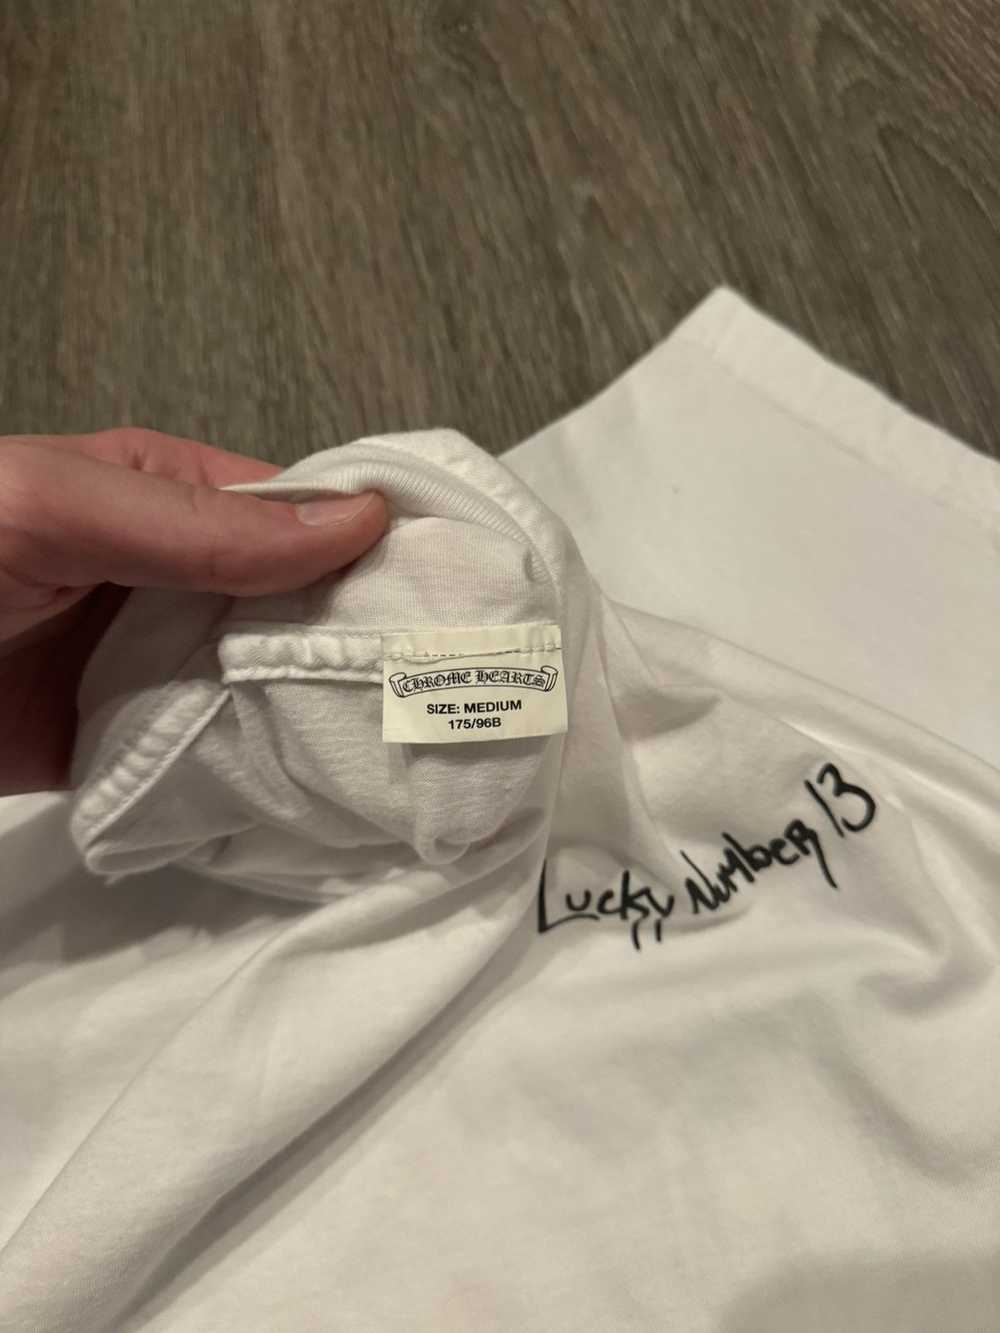 CHROME HEARTS
SIZE: MEDIUM
175/96B
Lucky Number 13